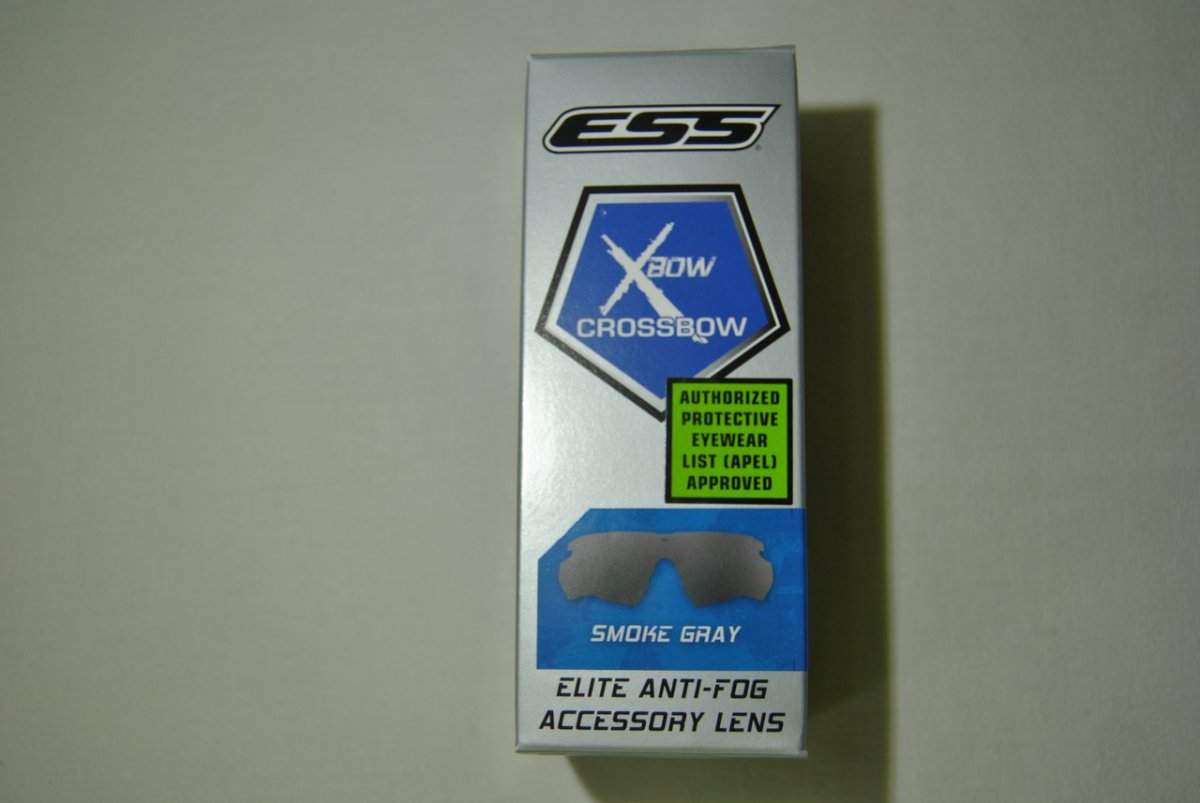 ESS
XBOW
CROSSBOW
AUTHORIZED
PROTECTIVE
EYEWEAR
LIST (APEL)
APPROVED
SMOKE GRAY
ELITE ANTI-FOG
ACCESSORY LENS